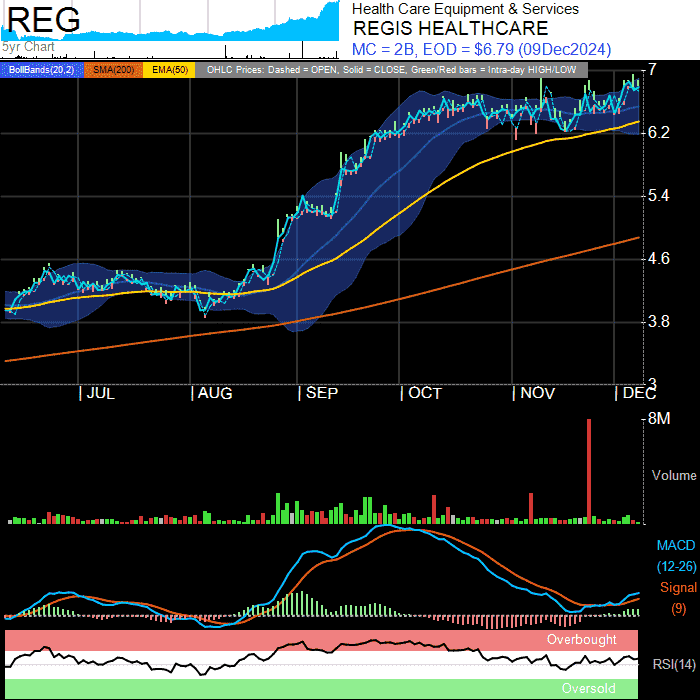 REG
5yr Chart
Health Care Equipment & Services
REGIS HEALTHCARE
MC = 2B, EOD = $6.79 (09Dec2024)
BollBands(20,2) SMA(200) EMA(50) OHLC Prices: Dashed = OPEN, Solid = CLOSE, Green/Red bars = Intra-day HIGH/LOW
7
6.2
5.4
4.6
3.8
3
JUL AUG SEP OCT NOV DEC
8M
Volume
MACD
(12-26)
Signal
(9)
Overbought
RSI(14)
Oversold